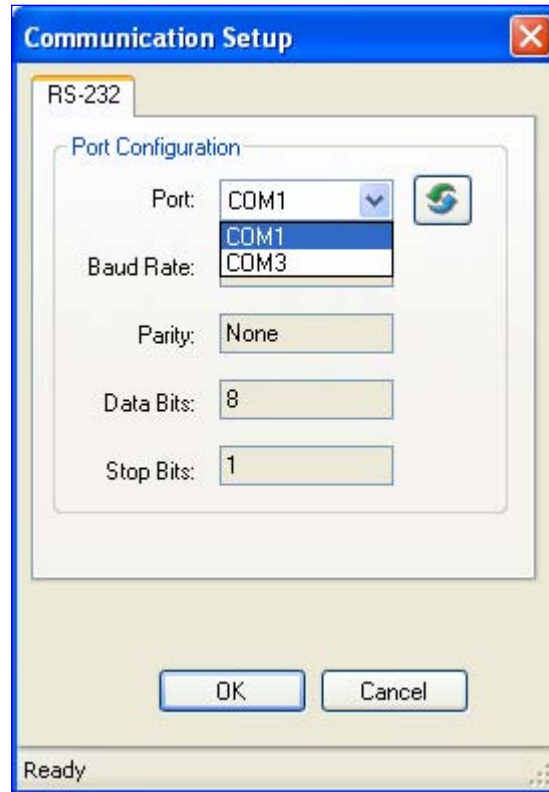 Communication Setup
RS-232
Port Configuration
Port: COM1
COM1
COM3
Baud Rate:
Parity: None
Data Bits: 8
Stop Bits: 1
OK Cancel
Ready